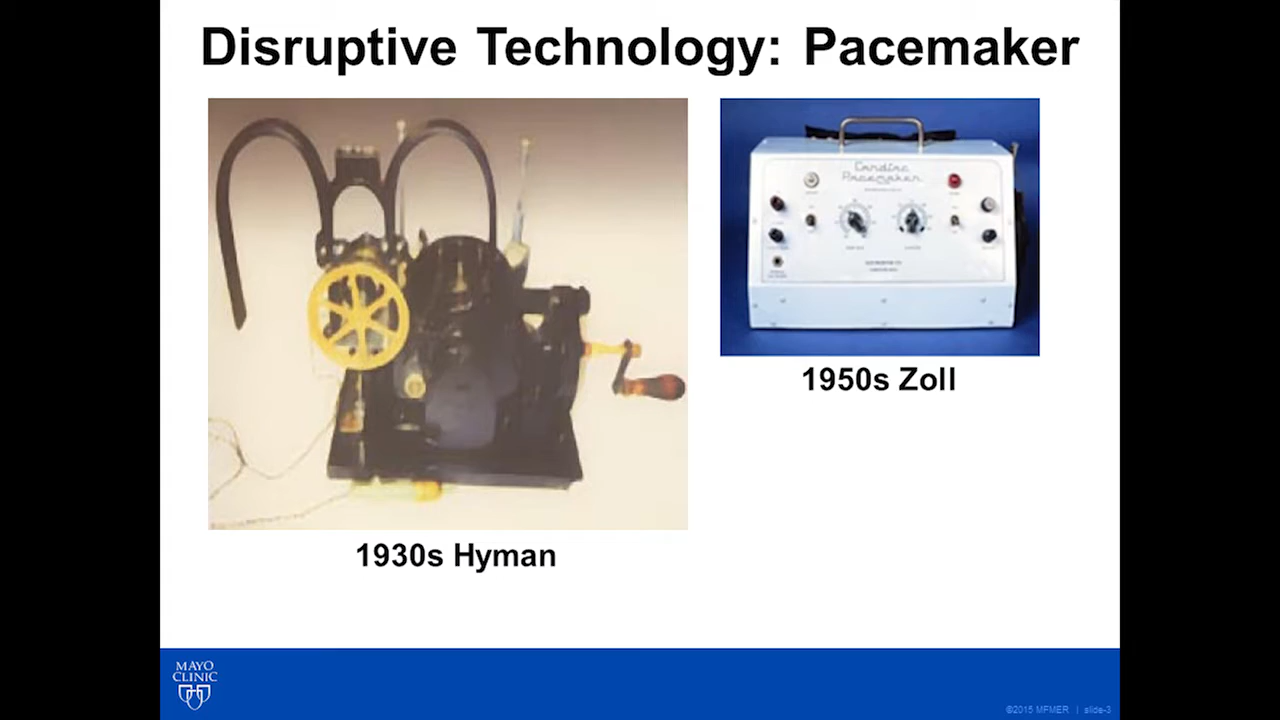 Disruptive Technology: Pacemaker
Cardiac
Pacemaker
1950s Zoll
1930s Hyman
MAYO
CLINIC
©2015 MFMER | slide-3